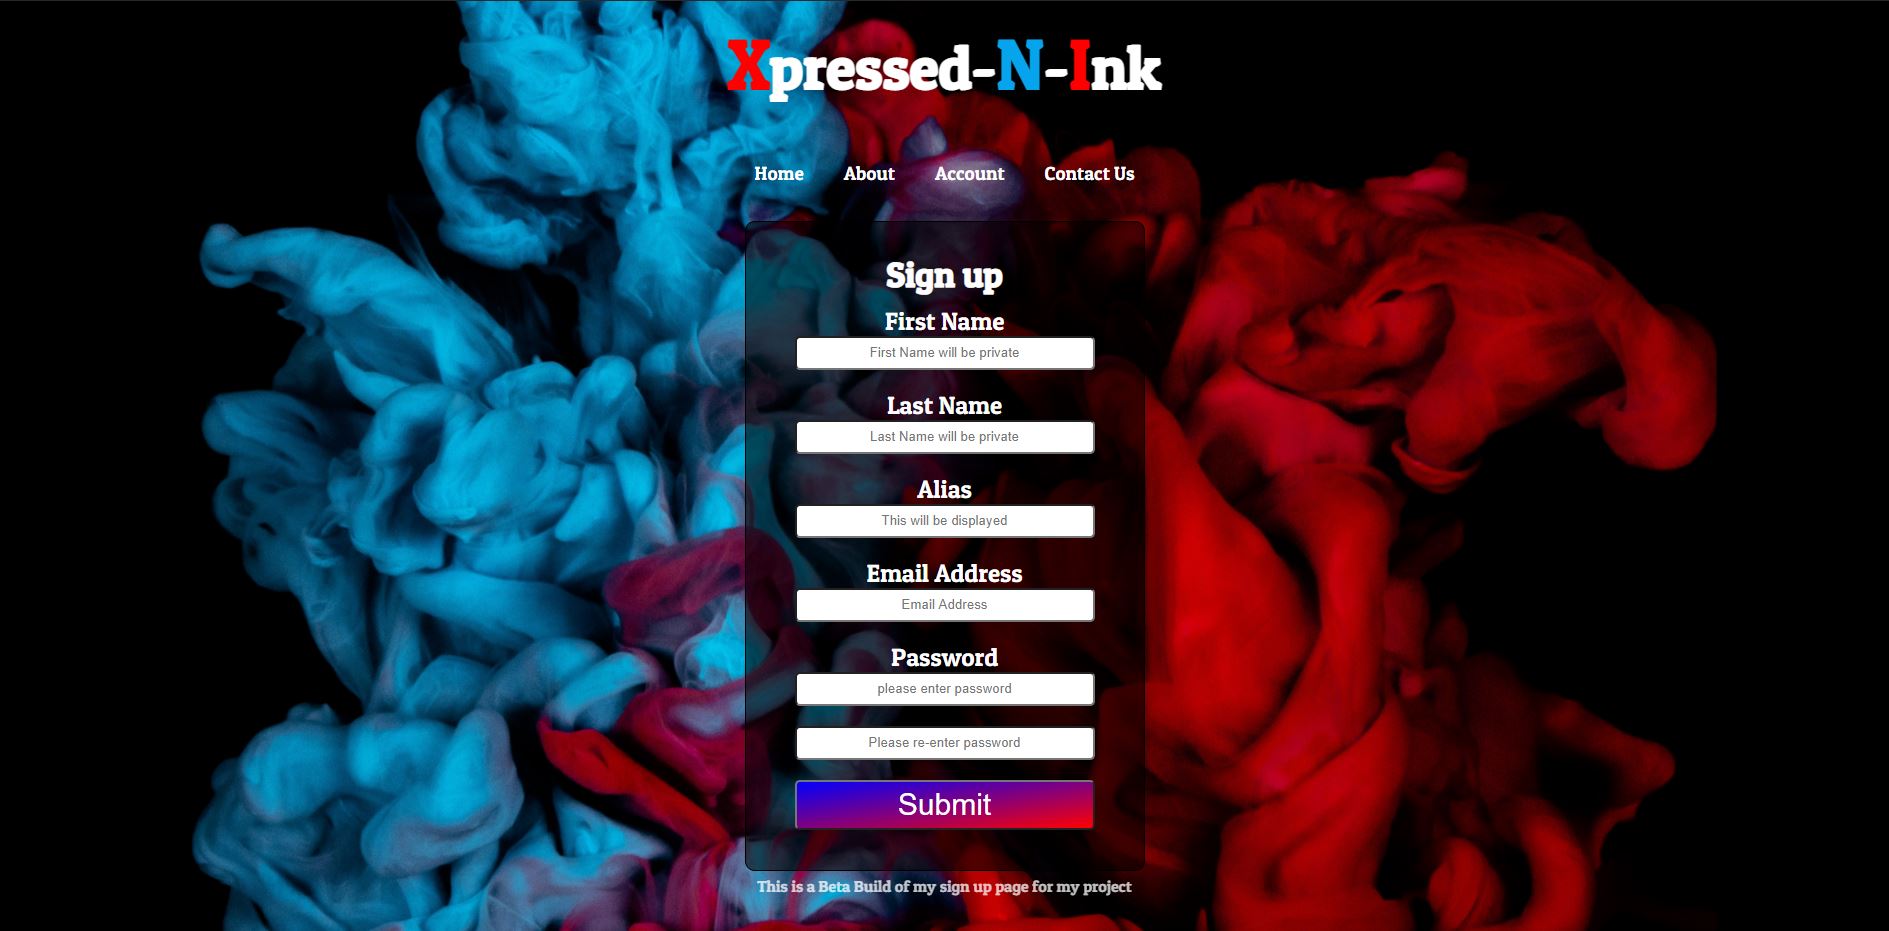 Xpressed-N-Ink
Home About Account Contact Us
Sign up
First Name
First Name will be private
Last Name
Last Name will be private
Alias
This will be displayed
Email Address
Email Address
Password
please enter password
Please re-enter password
Submit
This is a Beta Build of my sign up page for my project